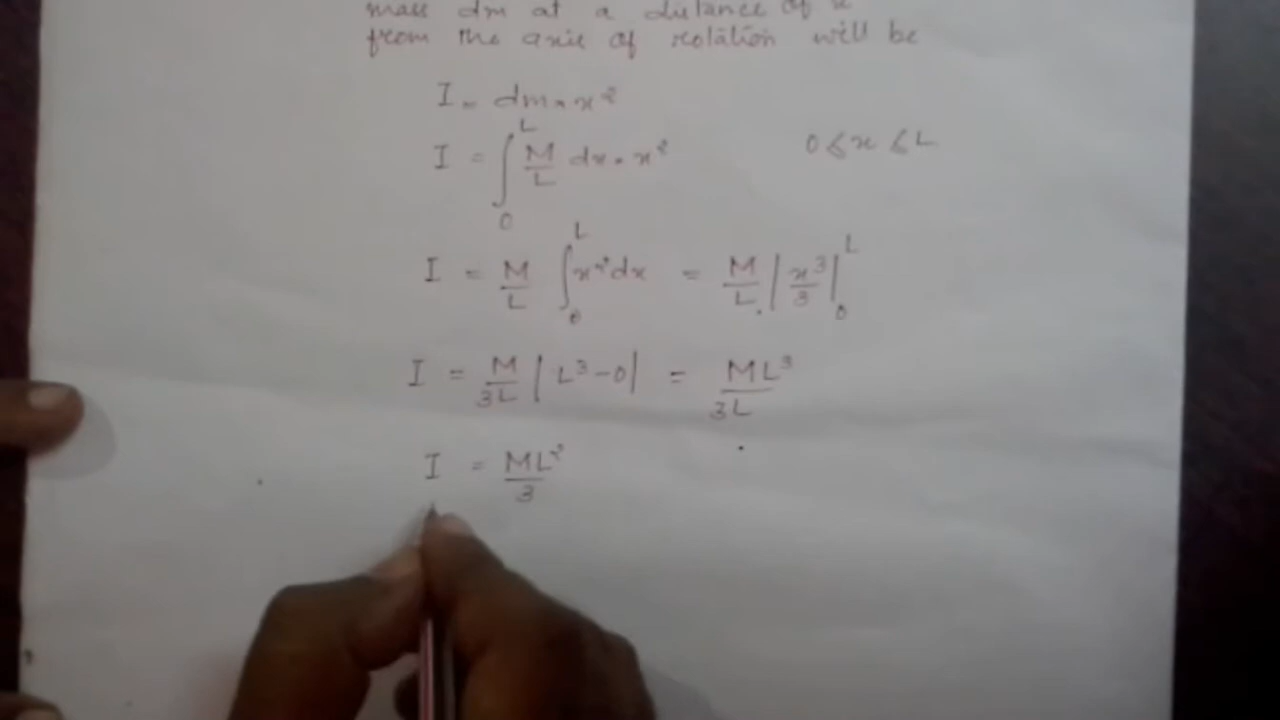 mass dm at a distance of x
from the axis of rotation will be
I = dm . x²
I = ∫₀ᴸ M/L dx . x² 0 ≤ x ≤ L
I = M/L ∫₀ᴸ x² dx = M/L |x³/3|₀ᴸ
I = M/3L | L³ - 0 | = ML³/3L
I = ML²/3